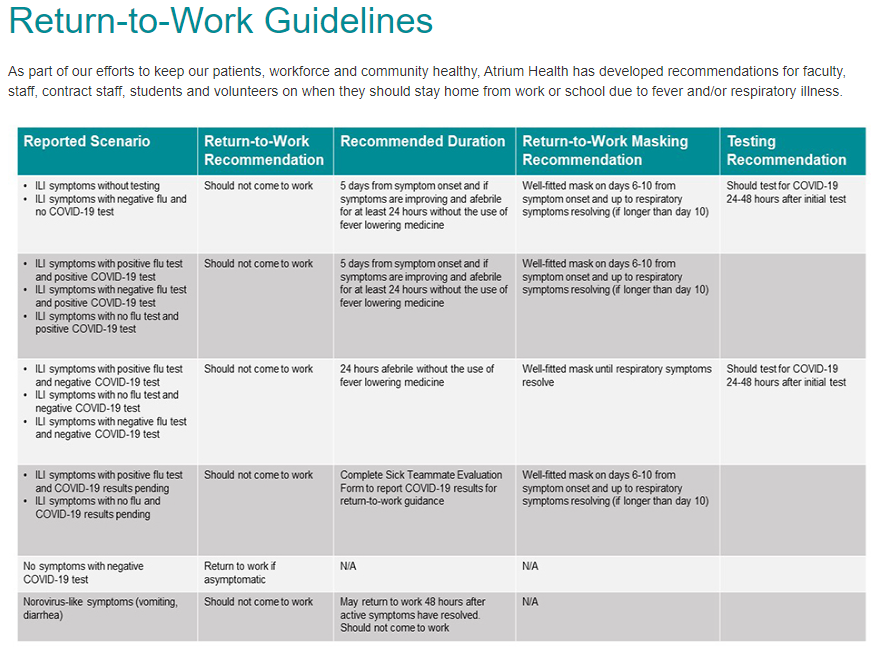 Return-to-Work Guidelines
As part of our efforts to keep our patients, workforce and community healthy, Atrium Health has developed recommendations for faculty,
staff, contract staff, students and volunteers on when they should stay home from work or school due to fever and/or respiratory illness.
Reported Scenario
Return-to-Work
Recommendation
Recommended Duration
Return-to-Work Masking
Recommendation
Testing
Recommendation
• ILI symptoms without testing
• ILI symptoms with negative flu and
no COVID-19 test
Should not come to work
5 days from symptom onset and if
symptoms are improving and afebrile
for at least 24 hours without the use of
fever lowering medicine
Well-fitted mask on days 6-10 from
symptom onset and up to respiratory
symptoms resolving (if longer than day 10)
Should test for COVID-19
24-48 hours after initial test
• ILI symptoms with positive flu test
and positive COVID-19 test
• ILI symptoms with negative flu test
and positive COVID-19 test
• ILI symptoms with no flu test and
positive COVID-19 test
Should not come to work
5 days from symptom onset and if
symptoms are improving and afebrile
for at least 24 hours without the use of
fever lowering medicine
Well-fitted mask on days 6-10 from
symptom onset and up to respiratory
symptoms resolving (if longer than day 10)
• ILI symptoms with positive flu test
and negative COVID-19 test
• ILI symptoms with no flu test and
negative COVID-19 test
• ILI symptoms with negative flu test
and negative COVID-19 test
Should not come to work
24 hours afebrile without the use of
fever lowering medicine
Well-fitted mask until respiratory symptoms
resolve
Should test for COVID-19
24-48 hours after initial test
• ILI symptoms with positive flu test
and COVID-19 results pending
• ILI symptoms with no flu and
COVID-19 results pending
Should not come to work
Complete Sick Teammate Evaluation
Form to report COVID-19 results for
return-to-work guidance
Well-fitted mask on days 6-10 from
symptom onset and up to respiratory
symptoms resolving (if longer than day 10)
No symptoms with negative
COVID-19 test
Return to work if
asymptomatic
N/A
N/A
Norovirus-like symptoms (vomiting,
diarrhea)
Should not come to work
May return to work 48 hours after
active symptoms have resolved.
Should not come to work
N/A